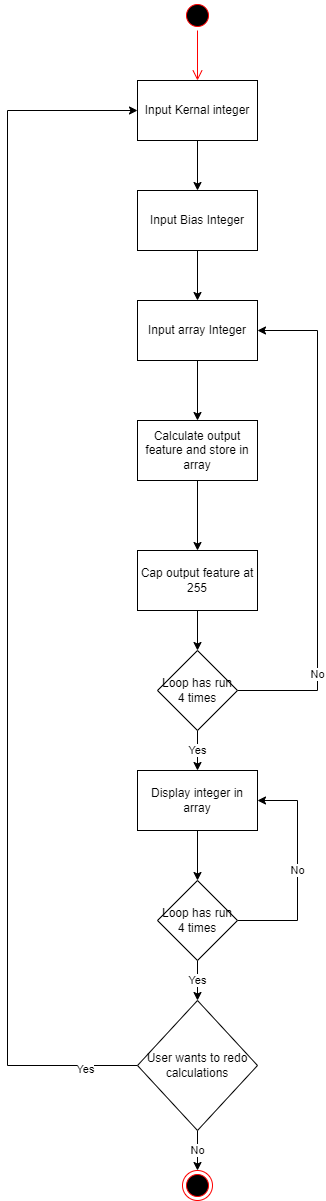 Input Kernal integer
Input Bias Integer
Input array Integer
Calculate output
feature and store in
array
Cap output feature at
255
Loop has run
4 times
No
Yes
Display integer in
array
No
Loop has run
4 times
Yes
User wants to redo
calculations
Yes
No